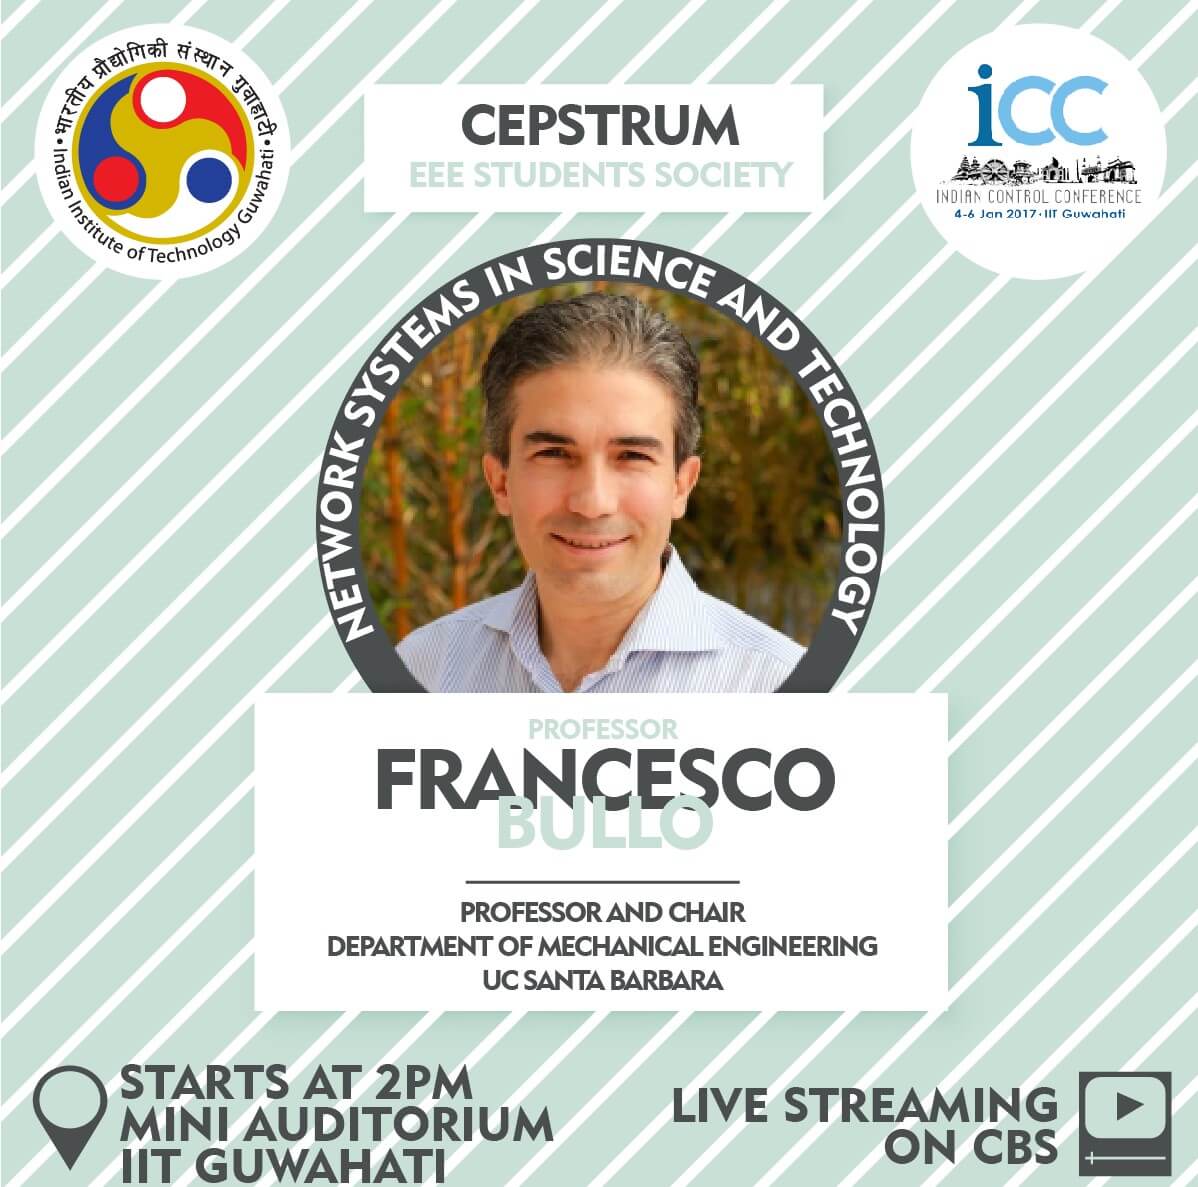 भारतीय प्रौद्योगिकी संस्थान गुवाहाटी
Indian Institute of Technology Guwahati
CEPSTRUM
EEE STUDENTS SOCIETY
iCC
INDIAN CONTROL CONFERENCE
4-6 Jan 2017 · IIT Guwahati
NETWORK SYSTEMS IN SCIENCE AND TECHNOLOGY
PROFESSOR
FRANCESCO
BULLO
PROFESSOR AND CHAIR
DEPARTMENT OF MECHANICAL ENGINEERING
UC SANTA BARBARA
STARTS AT 2PM
MINI AUDITORIUM
IIT GUWAHATI
LIVE STREAMING
ON CBS